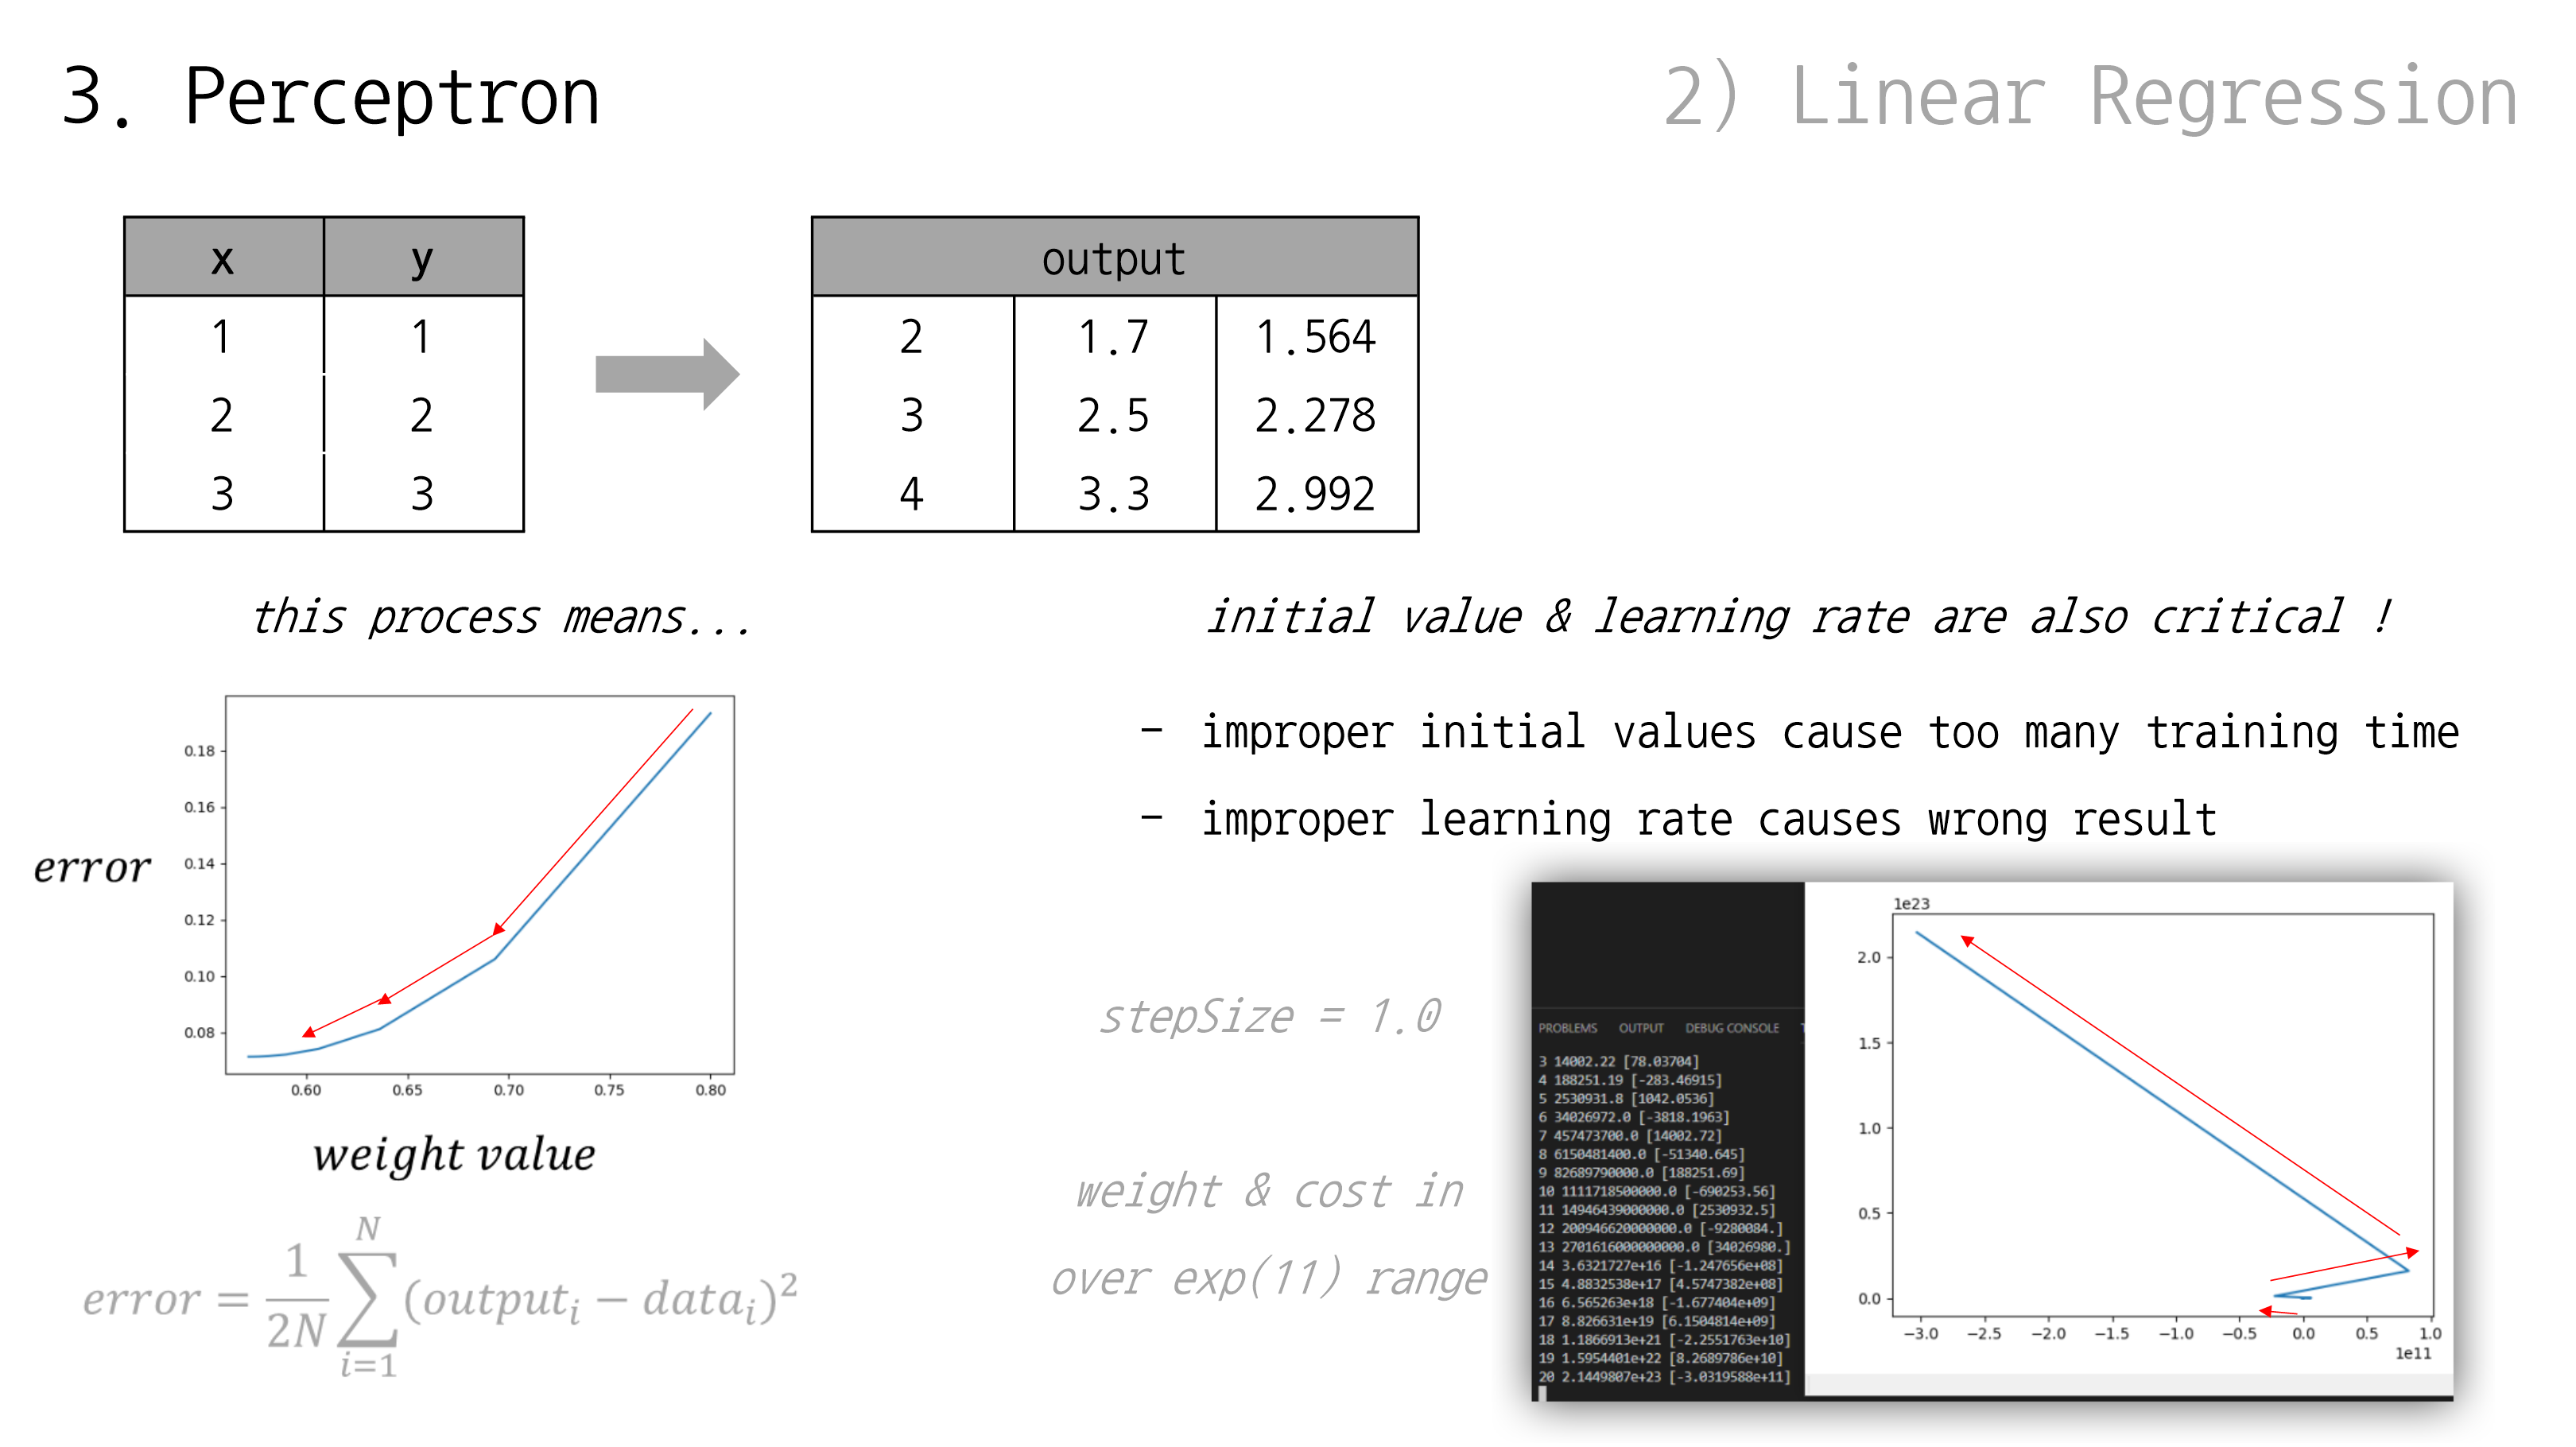 3. Perceptron
2) Linear Regression
x y
1 1
2 2
3 3
output
2 1.7 1.564
3 2.5 2.278
4 3.3 2.992
this process means...
0.18
0.16
0.14
0.12
0.10
0.08
error
0.60 0.65 0.70 0.75 0.80
weight value
error = \frac{1}{2N} \sum_{i=1}^{N} (output_i − data_i)^2
initial value & learning rate are also critical !
− improper initial values cause too many training time
− improper learning rate causes wrong result
stepSize = 1.0
weight & cost in
over exp(11) range
PROBLEMS OUTPUT DEBUG CONSOLE
3 14002.22 [78.03704]
4 188251.19 [-283.46915]
5 2530931.8 [1042.0536]
6 34026972.0 [-3818.1963]
7 457473700.0 [14002.72]
8 6150481400.0 [-51340.645]
9 82689790000.0 [188251.69]
10 1111718500000.0 [-690253.56]
11 14946439000000.0 [2530932.5]
12 200946620000000.0 [-9280084.]
13 2701616000000000.0 [34026980.]
14 3.6321727e+16 [-1.247656e+08]
15 4.8832538e+17 [4.5747382e+08]
16 6.565263e+18 [-1.677404e+09]
17 8.826631e+19 [6.1504814e+09]
18 1.1866913e+21 [-2.2551763e+10]
19 1.5954401e+22 [8.2689786e+10]
20 2.1449807e+23 [-3.0319588e+11]
1e23
2.0
1.5
1.0
0.5
0.0
−3.0 −2.5 −2.0 −1.5 −1.0 −0.5 0.0 0.5 1.0
1e11